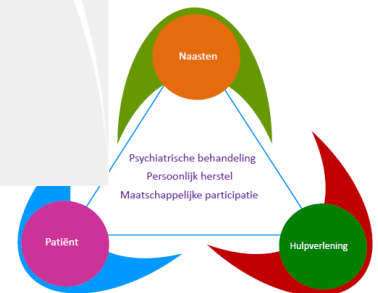 Naasten
Psychiatrische behandeling
Persoonlijk herstel
Maatschappelijke participatie
Patiënt
Hulpverlening